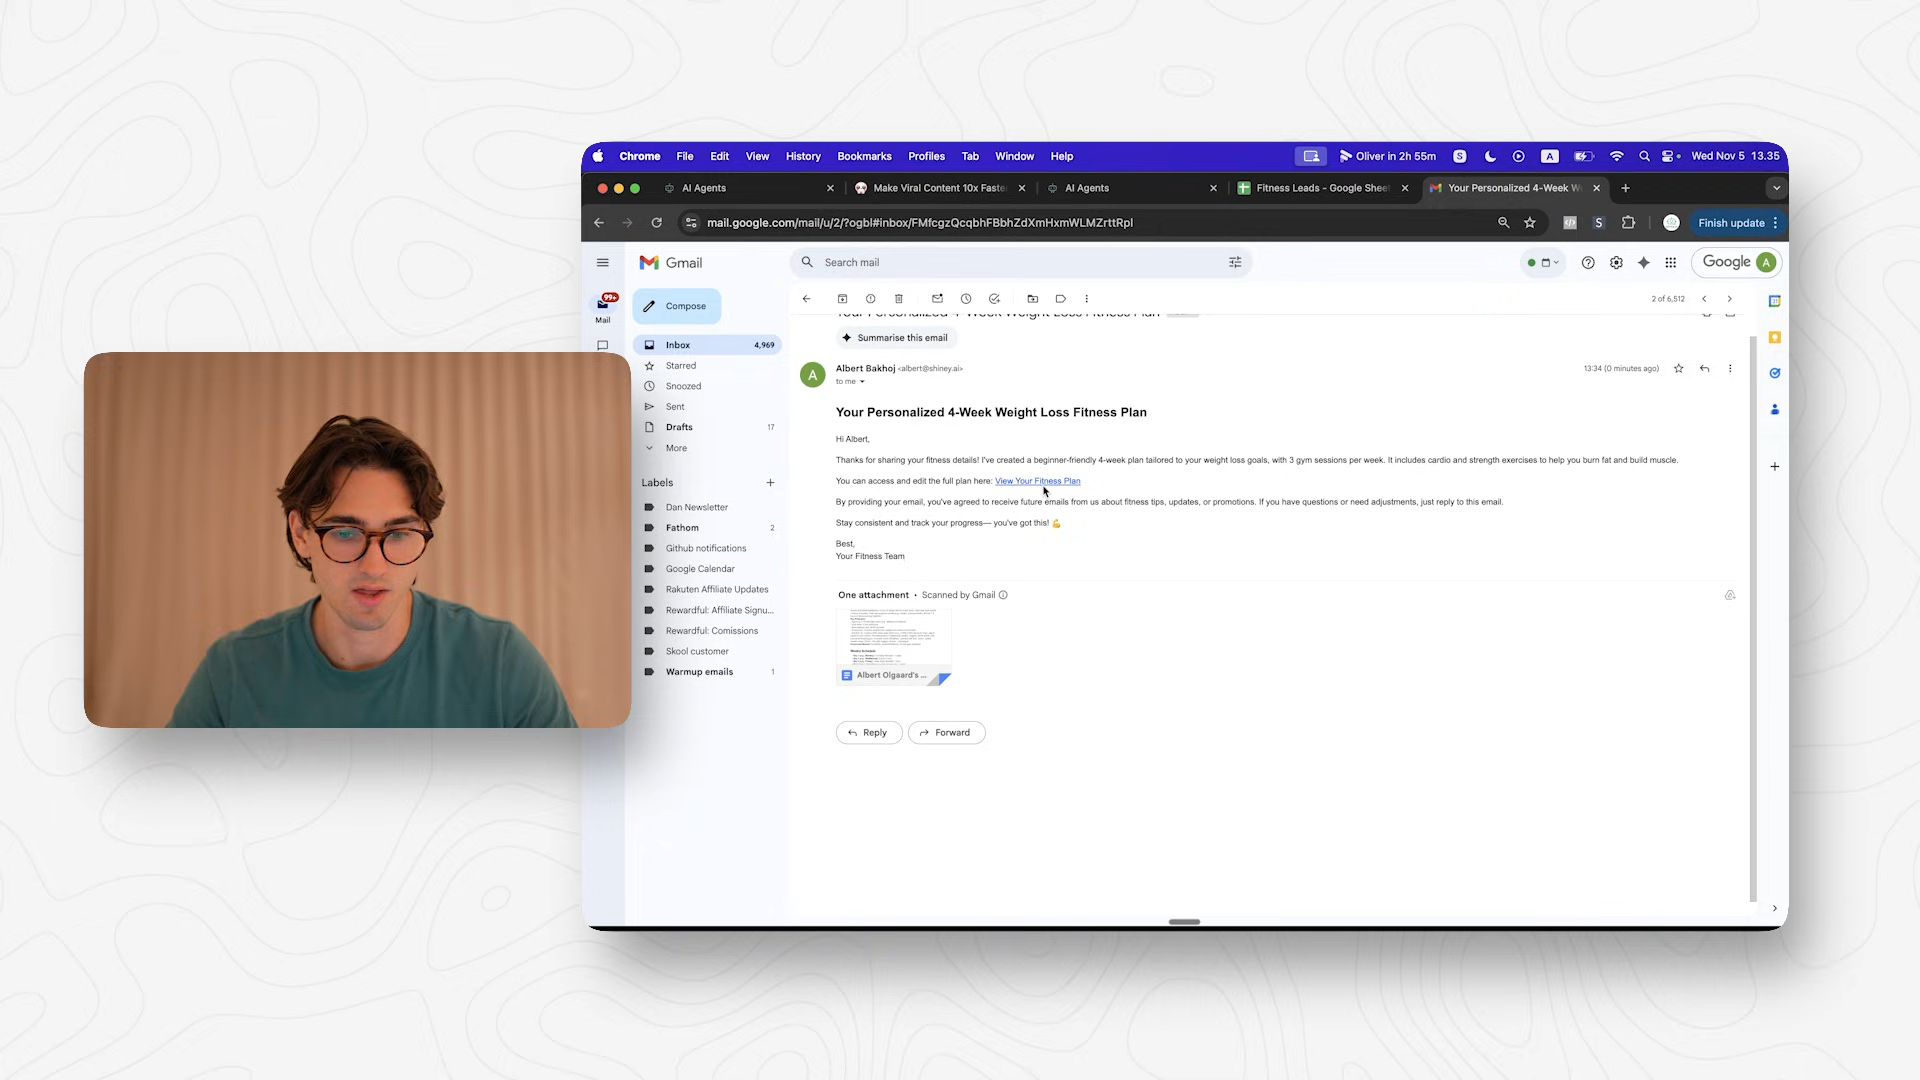 Chrome File Edit View History Bookmarks Profiles Tab Window Help Oliver in 2h 55m S A Wed Nov 5 13.35
AI Agents Make Viral Content 10x Faste AI Agents Fitness Leads - Google Sheet Your Personalized 4-Week W
mail.google.com/mail/u/2/?ogbl#inbox/FMfcgzQcqbhFBbhZdXmHxmWLMZrttRpl S Finish update
Gmail Search mail Google A
99+
Mail
Compose
Inbox 4,969
Starred
Snoozed
Sent
Drafts 17
More
Labels
Dan Newsletter
Fathom 2
Github notifications
Google Calendar
Rakuten Affiliate Updates
Rewardful: Affiliate Signu...
Rewardful: Comissions
Skool customer
Warmup emails 1
2 of 6,512
Your Personalized 4-Week Weight Loss Fitness Plan
Summarise this email
A
Albert Bakhoj <albert@shiney.ai> 13:34 (0 minutes ago)
to me
Your Personalized 4-Week Weight Loss Fitness Plan
Hi Albert,
Thanks for sharing your fitness details! I've created a beginner-friendly 4-week plan tailored to your weight loss goals, with 3 gym sessions per week. It includes cardio and strength exercises to help you burn fat and build muscle.
You can access and edit the full plan here: View Your Fitness Plan
By providing your email, you've agreed to receive future emails from us about fitness tips, updates, or promotions. If you have questions or need adjustments, just reply to this email.
Stay consistent and track your progress— you've got this! 💪
Best,
Your Fitness Team
One attachment • Scanned by Gmail
Albert Olgaard's ...
Reply Forward